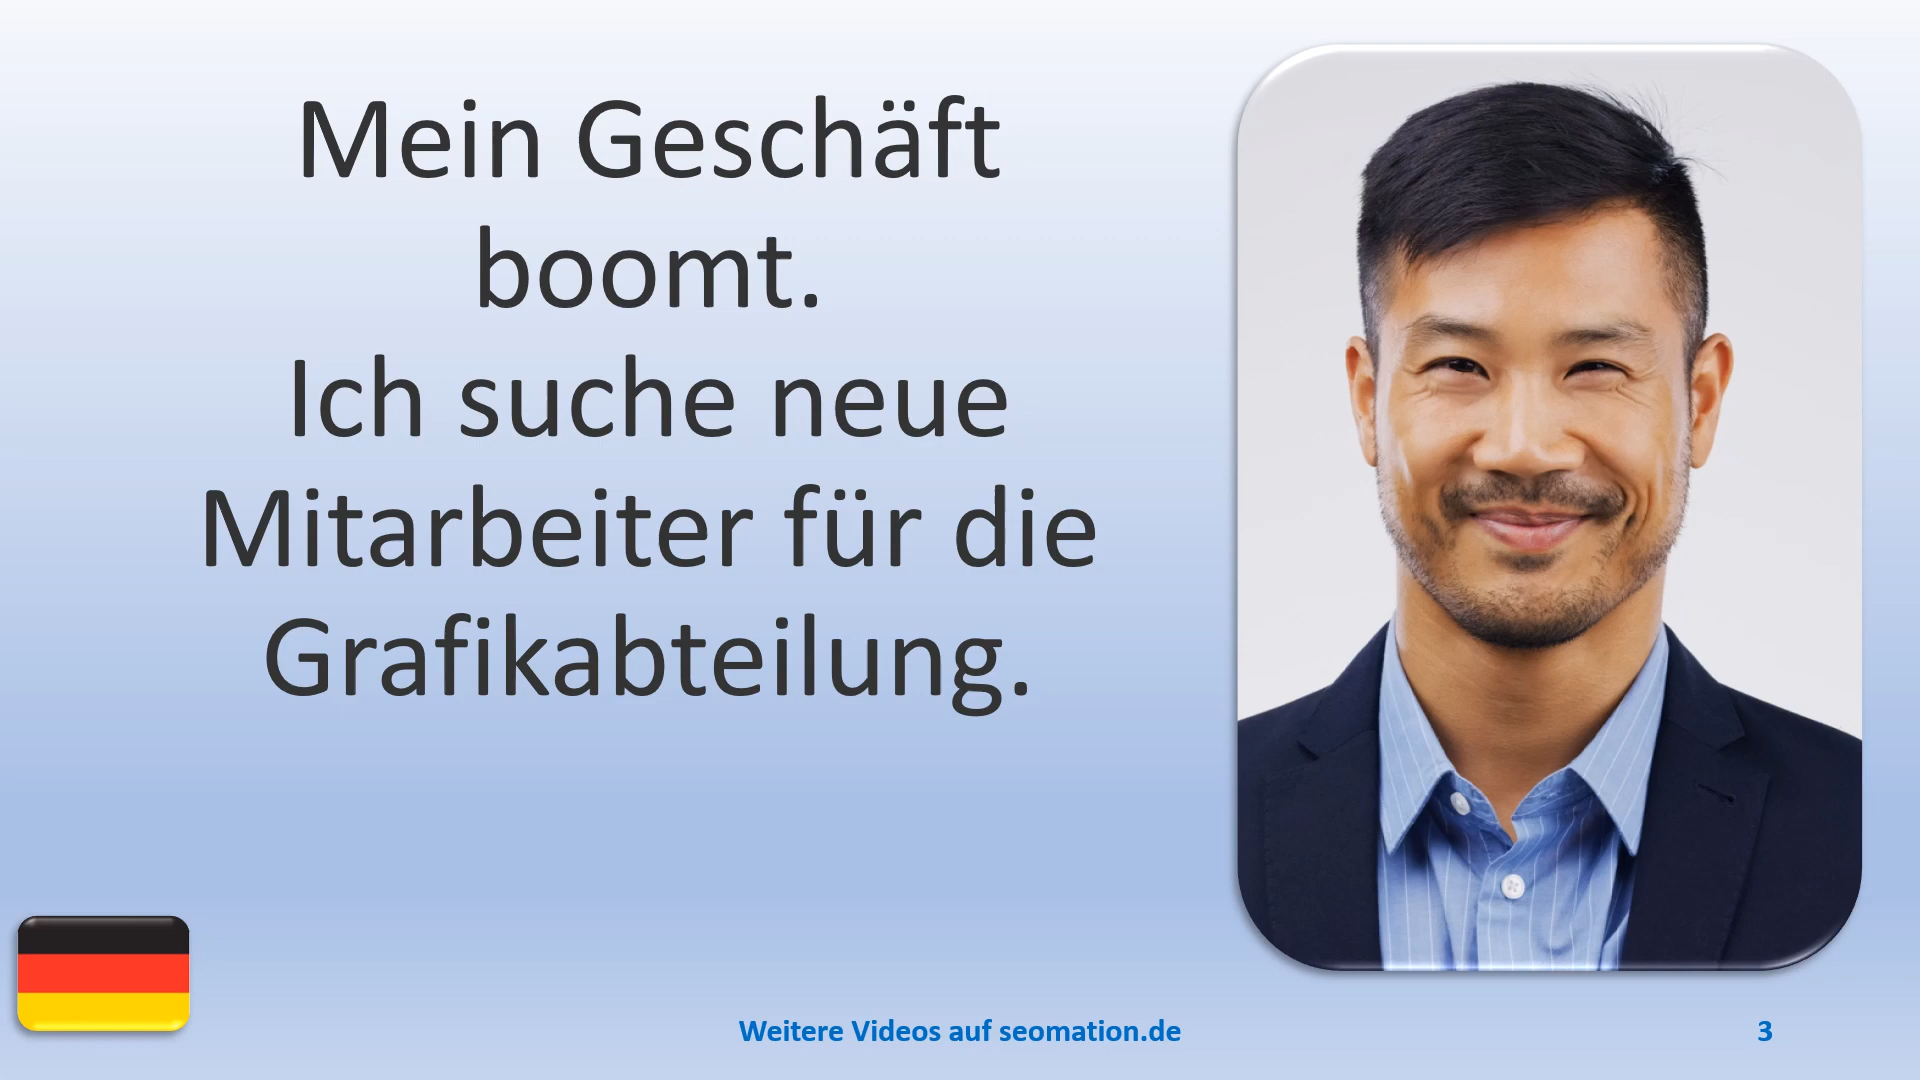 Mein Geschäft
boomt.
Ich suche neue
Mitarbeiter für die
Grafikabteilung.
Weitere Videos auf seomation.de
3